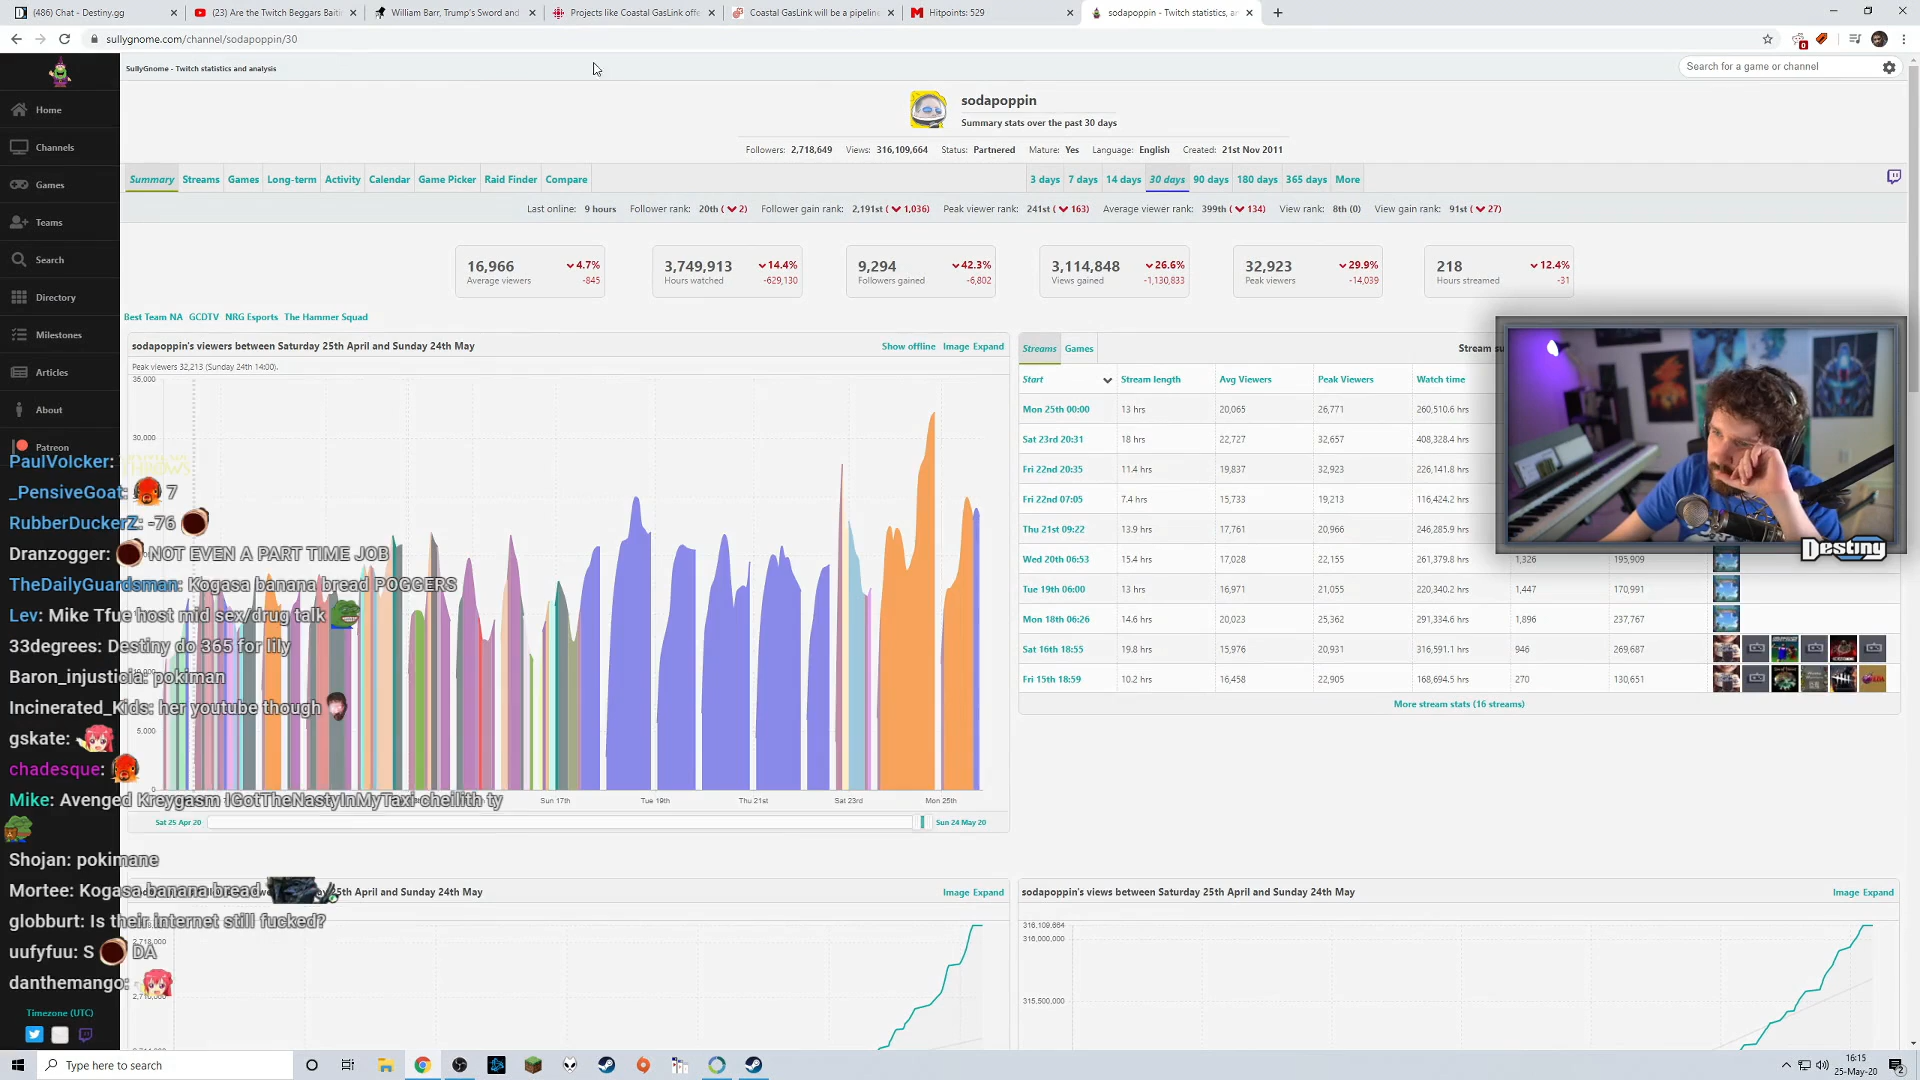 (486) Chat - Destiny.gg
(23) Are the Twitch Beggars Baiti
William Barr, Trump's Sword and
Projects like Coastal GasLink offe
Coastal GasLink will be a pipeline
Hitpoints: 529
sodapoppin - Twitch statistics, an
sullygnome.com/channel/sodapoppin/30
SullyGnome - Twitch statistics and analysis
Search for a game or channel
Home
Channels
Games
Teams
Search
Directory
Milestones
Articles
About
Patreon
sodapoppin
Summary stats over the past 30 days
Followers: 2,718,649 Views: 316,109,664 Status: Partnered Mature: Yes Language: English Created: 21st Nov 2011
Summary Streams Games Long-term Activity Calendar Game Picker Raid Finder Compare
3 days 7 days 14 days 30 days 90 days 180 days 365 days More
Last online: 9 hours Follower rank: 20th ( 2) Follower gain rank: 2,191st ( 1,036) Peak viewer rank: 241st ( 163) Average viewer rank: 399th ( 134) View rank: 8th (0) View gain rank: 91st ( 27)
16,966 4.7%
Average viewers -845
3,749,913 14.4%
Hours watched -629,130
9,294 42.3%
Followers gained -6,802
3,114,848 26.6%
Views gained -1,130,833
32,923 29.9%
Peak viewers -14,039
218 12.4%
Hours streamed -31
Best Team NA GCDTV NRG Esports The Hammer Squad
sodapoppin's viewers between Saturday 25th April and Sunday 24th May
Show offline Image Expand
Peak viewers 32,213 (Sunday 24th 14:00).
35,000
30,000
5,000
Sun 17th Tue 19th Thu 21st Sat 23rd Mon 25th
Sat 25 Apr 20
Sun 24 May 20
Streams Games
Stream su
Start Stream length Avg Viewers Peak Viewers Watch time
Mon 25th 00:00 13 hrs 20,065 26,771 260,510.6 hrs
Sat 23rd 20:31 18 hrs 22,727 32,657 408,328.4 hrs
Fri 22nd 20:35 11.4 hrs 19,837 32,923 226,141.8 hrs
Fri 22nd 07:05 7.4 hrs 15,733 19,213 116,424.2 hrs
Thu 21st 09:22 13.9 hrs 17,761 20,966 246,285.9 hrs
Wed 20th 06:53 15.4 hrs 17,028 22,155 261,379.8 hrs 1,326 195,909
Tue 19th 06:00 13 hrs 16,971 21,055 220,340.2 hrs 1,447 170,991
Mon 18th 06:26 14.6 hrs 20,023 25,362 291,334.6 hrs 1,896 237,767
Sat 16th 18:55 19.8 hrs 15,976 20,931 316,591.1 hrs 946 269,687
Fri 15th 18:59 10.2 hrs 16,458 22,905 168,694.5 hrs 270 130,651
More stream stats (16 streams)
Destiny
PaulVolcker:
_PensiveGoat: 7
RubberDuckerZ: -76
Dranzogger: NOT EVEN A PART TIME JOB
TheDailyGuardsman: Kogasa banana bread POGGERS
Lev: Mike Tfue host mid sex/drug talk
33degrees: Destiny do 365 for lily
Baron_injusticia: pokiman
Incinerated_Kids: her youtube though
gskate:
chadesque:
Mike: Avenged Kreygasm IGotTheNastyInMyTaxi cheilith ty
Shojan: pokimane
Mortee: Kogasa banana bread
globburt: Is their internet still fucked?
uufyfuu: S DA
danthemango:
5th April and Sunday 24th May
Image Expand
2,718,000
2,716,000
sodapoppin's views between Saturday 25th April and Sunday 24th May
Image Expand
316,109,664
316,000,000
315,500,000
Timezone (UTC)
Type here to search
16:15
25-May-20